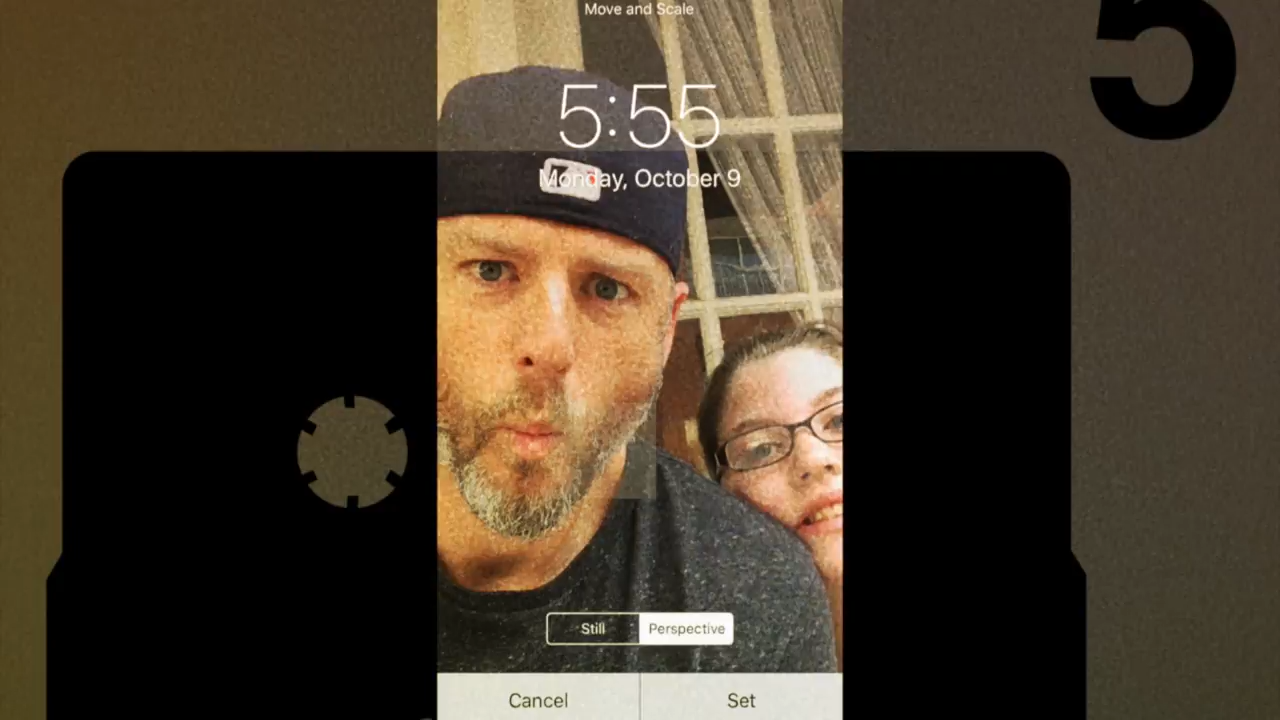 Move and Scale
5
5:55
Monday, October 9
Still Perspective
Cancel Set